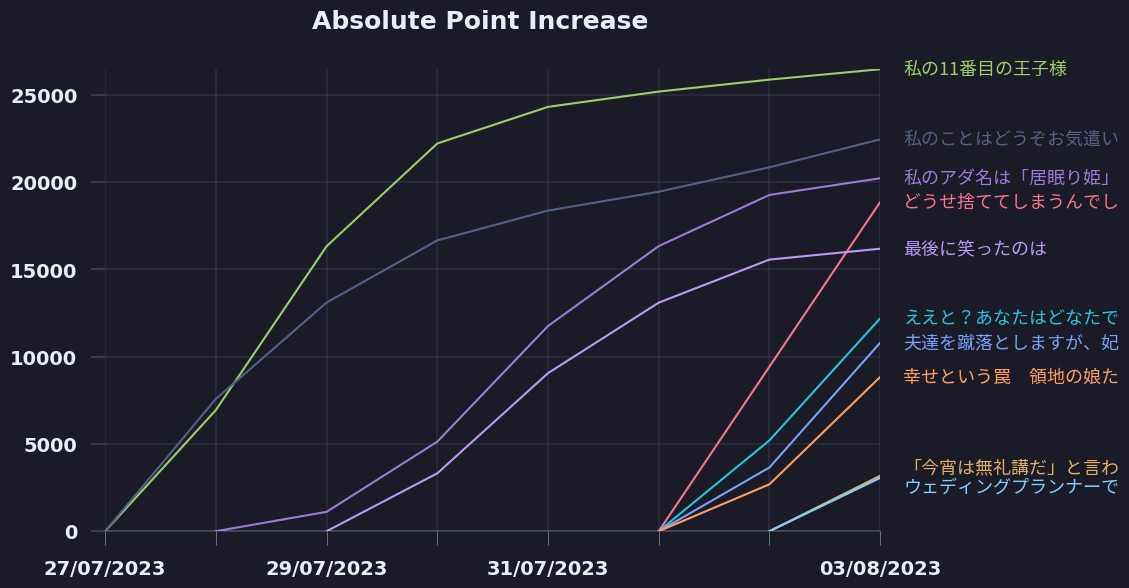 Absolute Point Increase
25000
20000
15000
10000
5000
0
27/07/2023
29/07/2023
31/07/2023
03/08/2023
私の11番目の王子様
私のことはどうぞお気遣い
私のアダ名は「居眠り姫」
どうせ捨ててしまうんでし
最後に笑ったのは
ええと？あなたはどなたで
夫達を蹴落としますが、妃
幸せという罠　領地の娘た
「今宵は無礼講だ」と言わ
ウェディングプランナーで